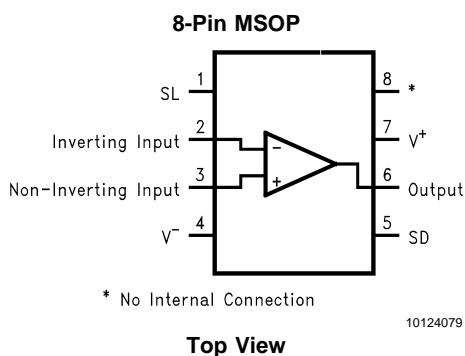 8-Pin MSOP
SL 1 8 *
Inverting Input 2 7 V+
Non-Inverting Input 3 6 Output
V− 4 5 SD
−
+
* No Internal Connection
10124079
Top View